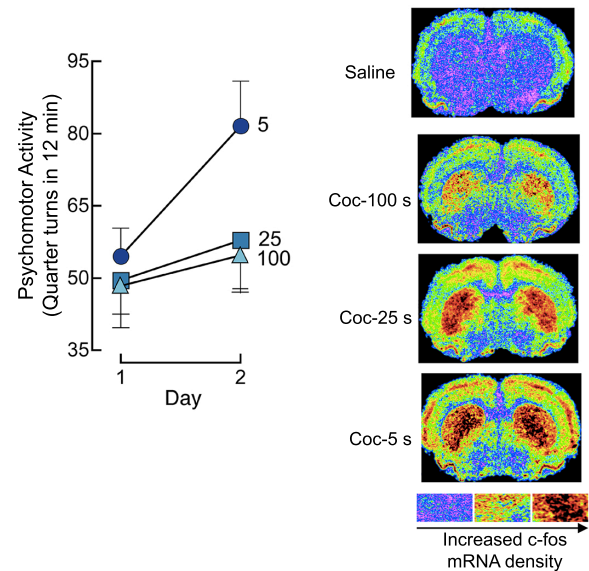 Psychomotor Activity
(Quarter turns in 12 min)
95
80
65
50
35
5
25
100
1
2
Day
Saline
Coc-100 s
Coc-25 s
Coc-5 s
Increased c-fos
mRNA density